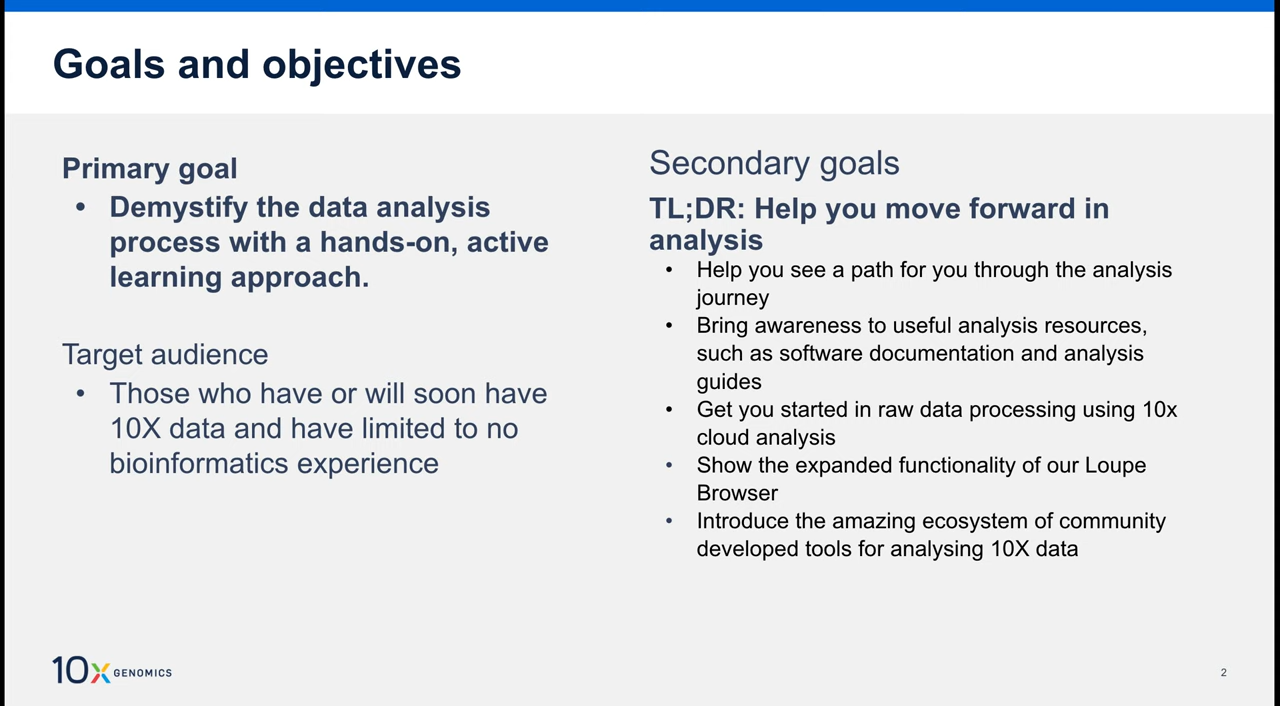 Goals and objectives
Primary goal
• Demystify the data analysis
process with a hands-on, active
learning approach.
Target audience
• Those who have or will soon have
10X data and have limited to no
bioinformatics experience
Secondary goals
TL;DR: Help you move forward in
analysis
• Help you see a path for you through the analysis
journey
• Bring awareness to useful analysis resources,
such as software documentation and analysis
guides
• Get you started in raw data processing using 10x
cloud analysis
• Show the expanded functionality of our Loupe
Browser
• Introduce the amazing ecosystem of community
developed tools for analysing 10X data
10x GENOMICS
2